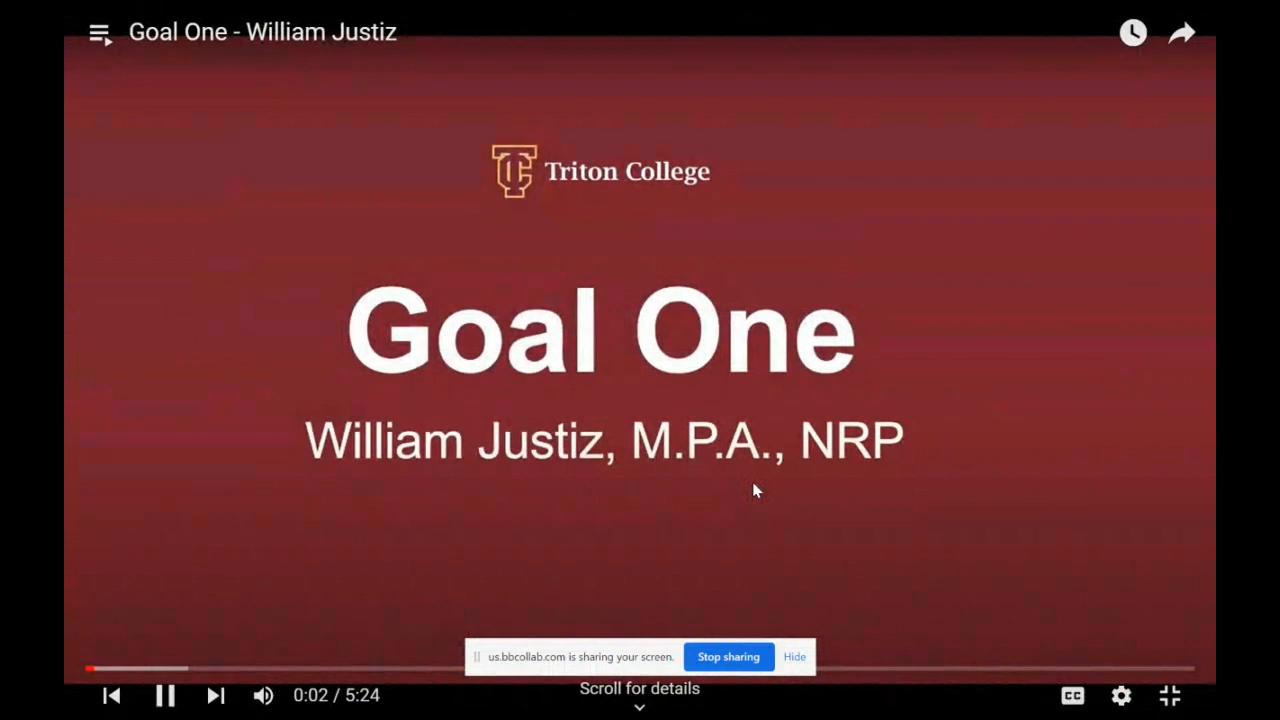 Goal One - William Justiz
Triton College
Goal One
William Justiz, M.P.A., NRP
us.bbcollab.com is sharing your screen. Stop sharing Hide
0:02 / 5:24
Scroll for details
CC